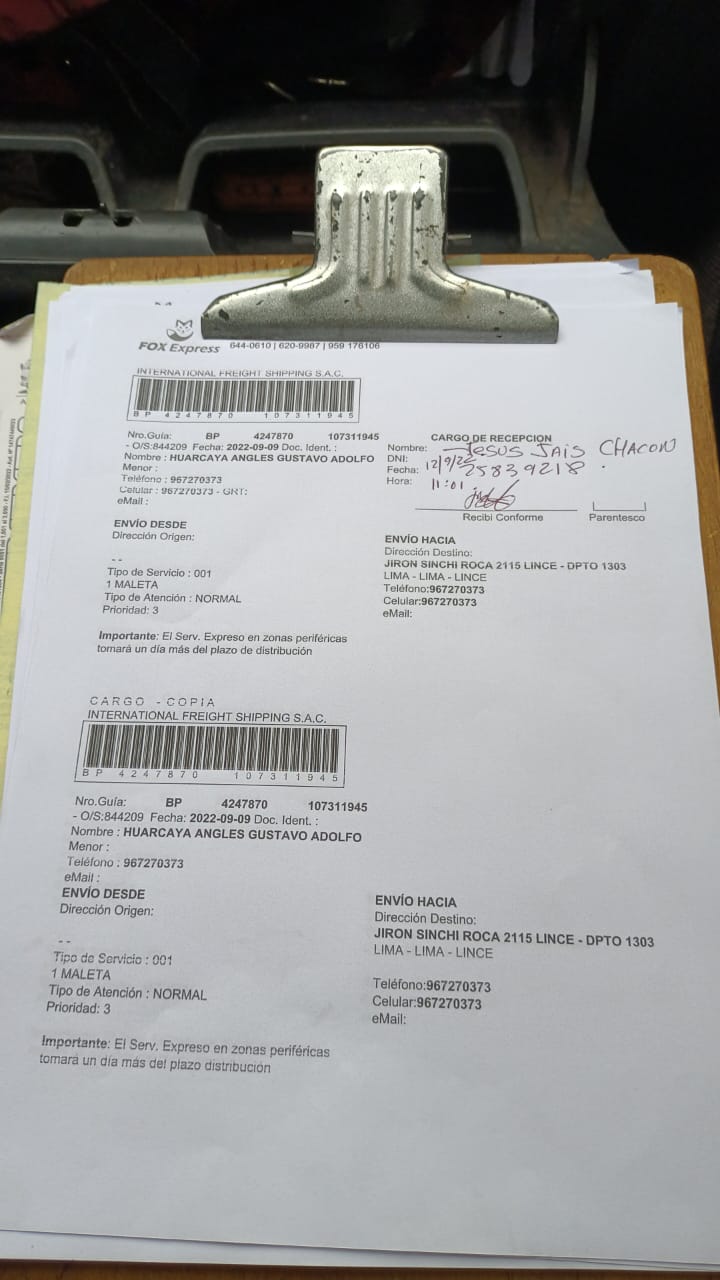 FOX Express 644-0610 | 620-9987 | 959 176106
INTERNATIONAL FREIGHT SHIPPING S.A.C.
BP 4247870 107311945
Nro.Guía: BP 4247870 107311945
- O/S:844209 Fecha: 2022-09-09 Doc. Ident. :
Nombre : HUARCAYA ANGLES GUSTAVO ADOLFO
Menor :
Teléfono : 967270373
Celular : 967270373 - GRT:
eMail :
CARGO DE RECEPCION
Nombre: JESUS JAIS CHACON
DNI: 25839218
Fecha: 12/9/22
Hora: 11:01
Recibi Conforme Parentesco
ENVÍO DESDE
Dirección Origen:
- -
Tipo de Servicio : 001
1 MALETA
Tipo de Atención : NORMAL
Prioridad: 3
ENVÍO HACIA
Dirección Destino:
JIRON SINCHI ROCA 2115 LINCE - DPTO 1303
LIMA - LIMA - LINCE
Teléfono:967270373
Celular:967270373
eMail:
Importante: El Serv. Expreso en zonas periféricas
tomará un día más del plazo de distribución
CARGO - COPIA
INTERNATIONAL FREIGHT SHIPPING S.A.C.
BP 4247870 107311945
Nro.Guía: BP 4247870 107311945
- O/S:844209 Fecha: 2022-09-09 Doc. Ident. :
Nombre : HUARCAYA ANGLES GUSTAVO ADOLFO
Menor :
Teléfono : 967270373
eMail :
ENVÍO DESDE
Dirección Origen:
- -
Tipo de Servicio : 001
1 MALETA
Tipo de Atención : NORMAL
Prioridad: 3
ENVÍO HACIA
Dirección Destino:
JIRON SINCHI ROCA 2115 LINCE - DPTO 1303
LIMA - LIMA - LINCE
Teléfono:967270373
Celular:967270373
eMail:
Importante: El Serv. Expreso en zonas periféricas
tomará un día más del plazo distribución